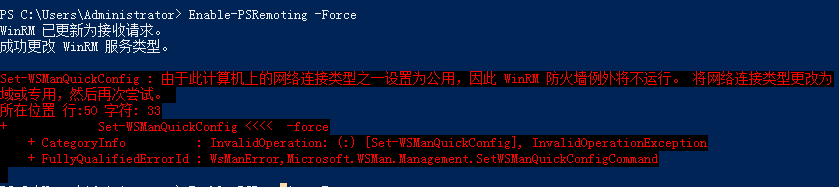 PS C:\Users\Administrator> Enable-PSRemoting -Force
WinRM 已更新为接收请求。
成功更改 WinRM 服务类型。
Set-WSManQuickConfig : 由于此计算机上的网络连接类型之一设置为公用，因此 WinRM 防火墙例外将不运行。 将网络连接类型更改为
域或专用，然后再次尝试。
所在位置 行:50 字符: 33
+ Set-WSManQuickConfig <<<< -force
+ CategoryInfo : InvalidOperation: (:) [Set-WSManQuickConfig], InvalidOperationException
+ FullyQualifiedErrorId : WsManError,Microsoft.WSMan.Management.SetWSManQuickConfigCommand